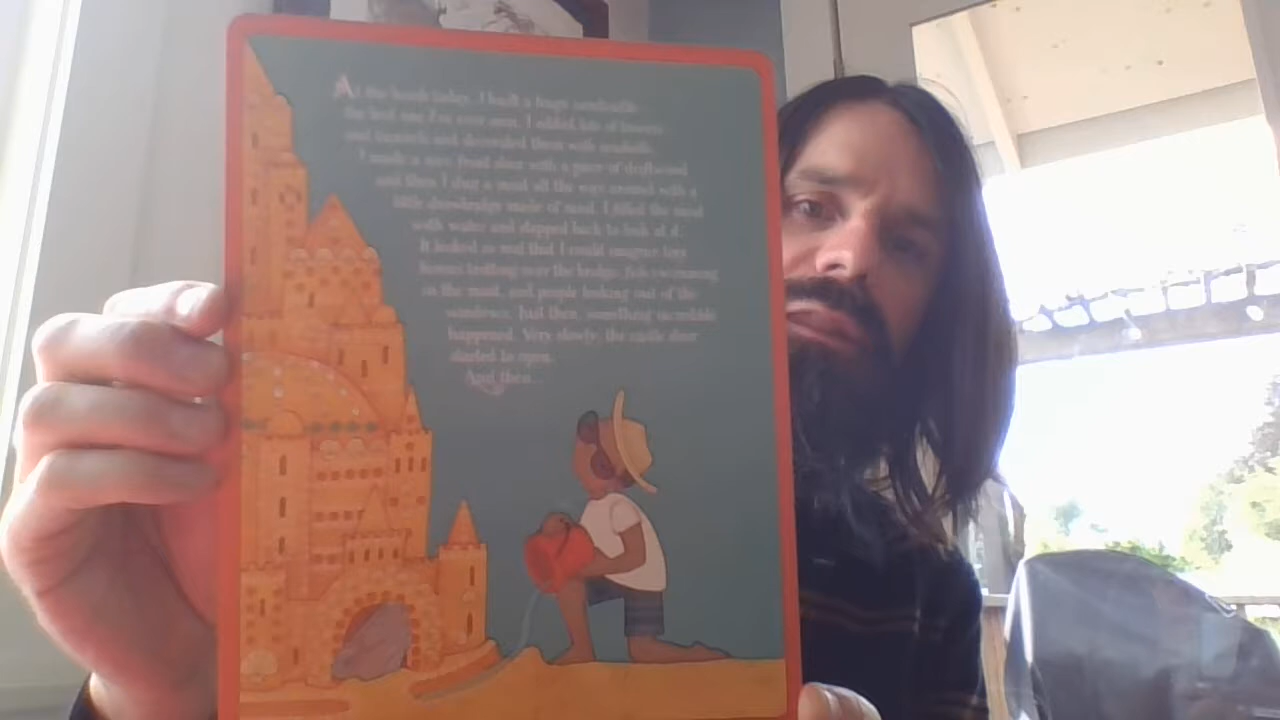 At the beach today, I built a huge sandcastle—
the best one I've ever seen. I added lots of towers
and turrets and decorated them with seashells.
I made a nice front door with a piece of driftwood
and then I dug a moat all the way around with a
little drawbridge made of sand. I filled the moat
with water and stepped back to look at it.
It looked so real that I could imagine tiny
horses trotting over the bridge, fish swimming
in the moat, and people looking out of the
windows. Just then, something incredible
happened. Very slowly, the castle door
started to open.
And then...